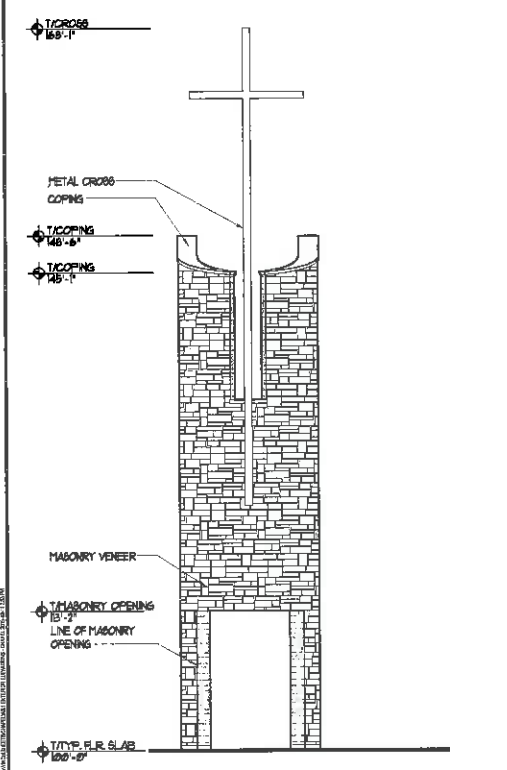 T/CROSS
168'-1"
METAL CROSS
COPING
T/COPING
148'-6"
T/COPING
145'-1"
MASONRY VENEER
T/MASONRY OPENING
113'-2"
LINE OF MASONRY
OPENING
T/TYP. FLR. SLAB
100'-0"